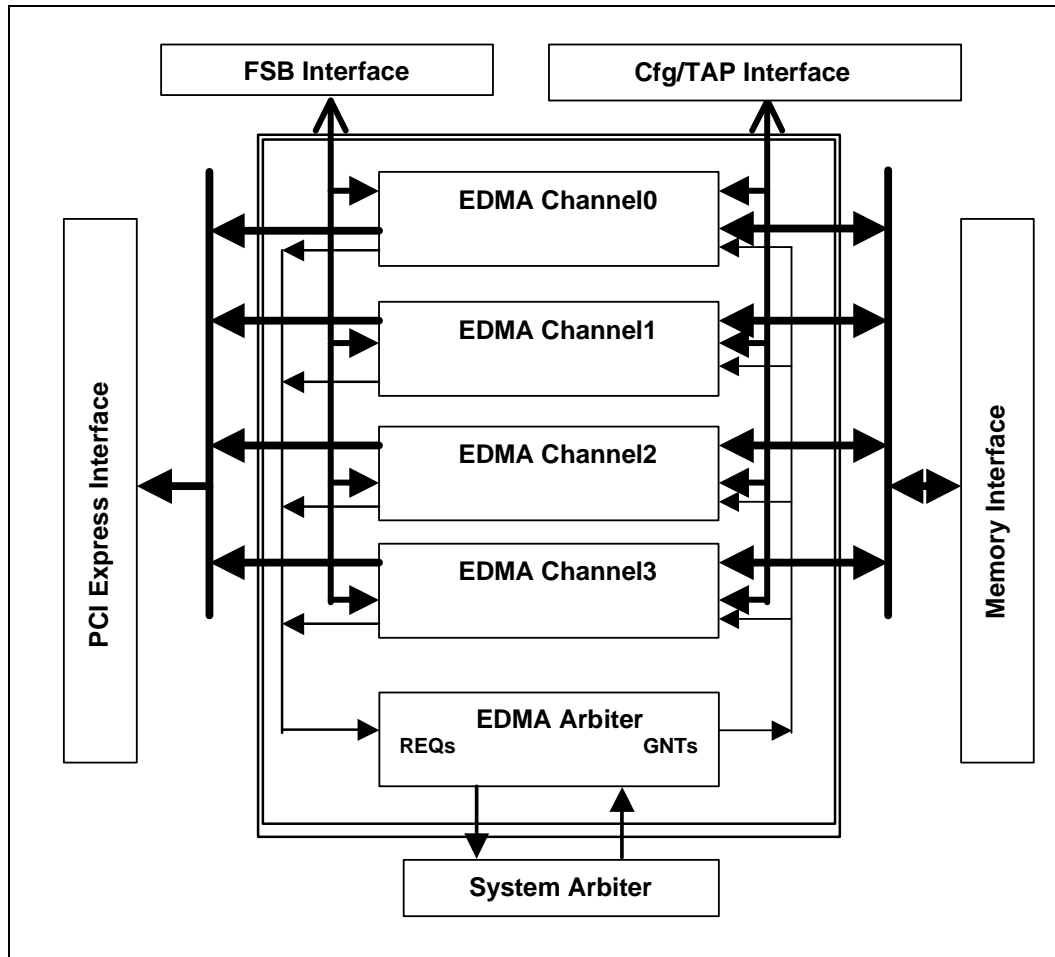 FSB Interface
Cfg/TAP Interface
EDMA Channel0
EDMA Channel1
EDMA Channel2
EDMA Channel3
PCI Express Interface
Memory Interface
EDMA Arbiter
REQs
GNTs
System Arbiter